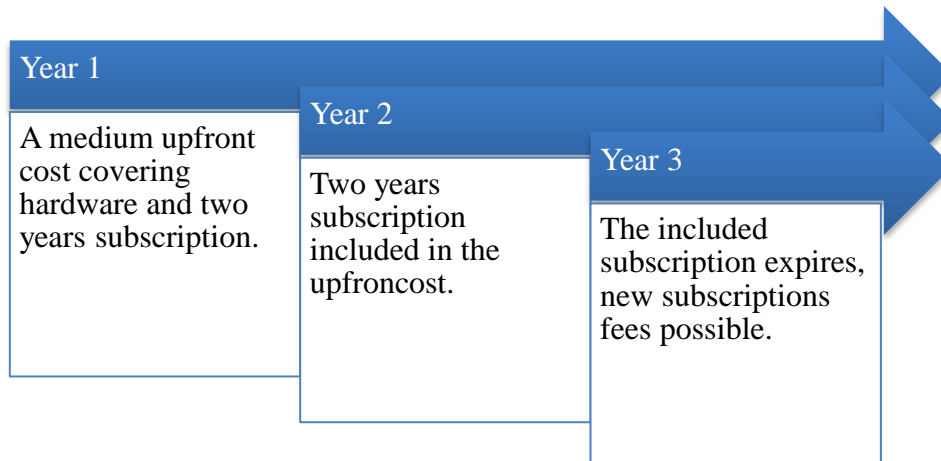 Year 1
A medium upfront
cost covering
hardware and two
years subscription.
Year 2
Two years
subscription
included in the
upfroncost.
Year 3
The included
subscription expires,
new subscriptions
fees possible.